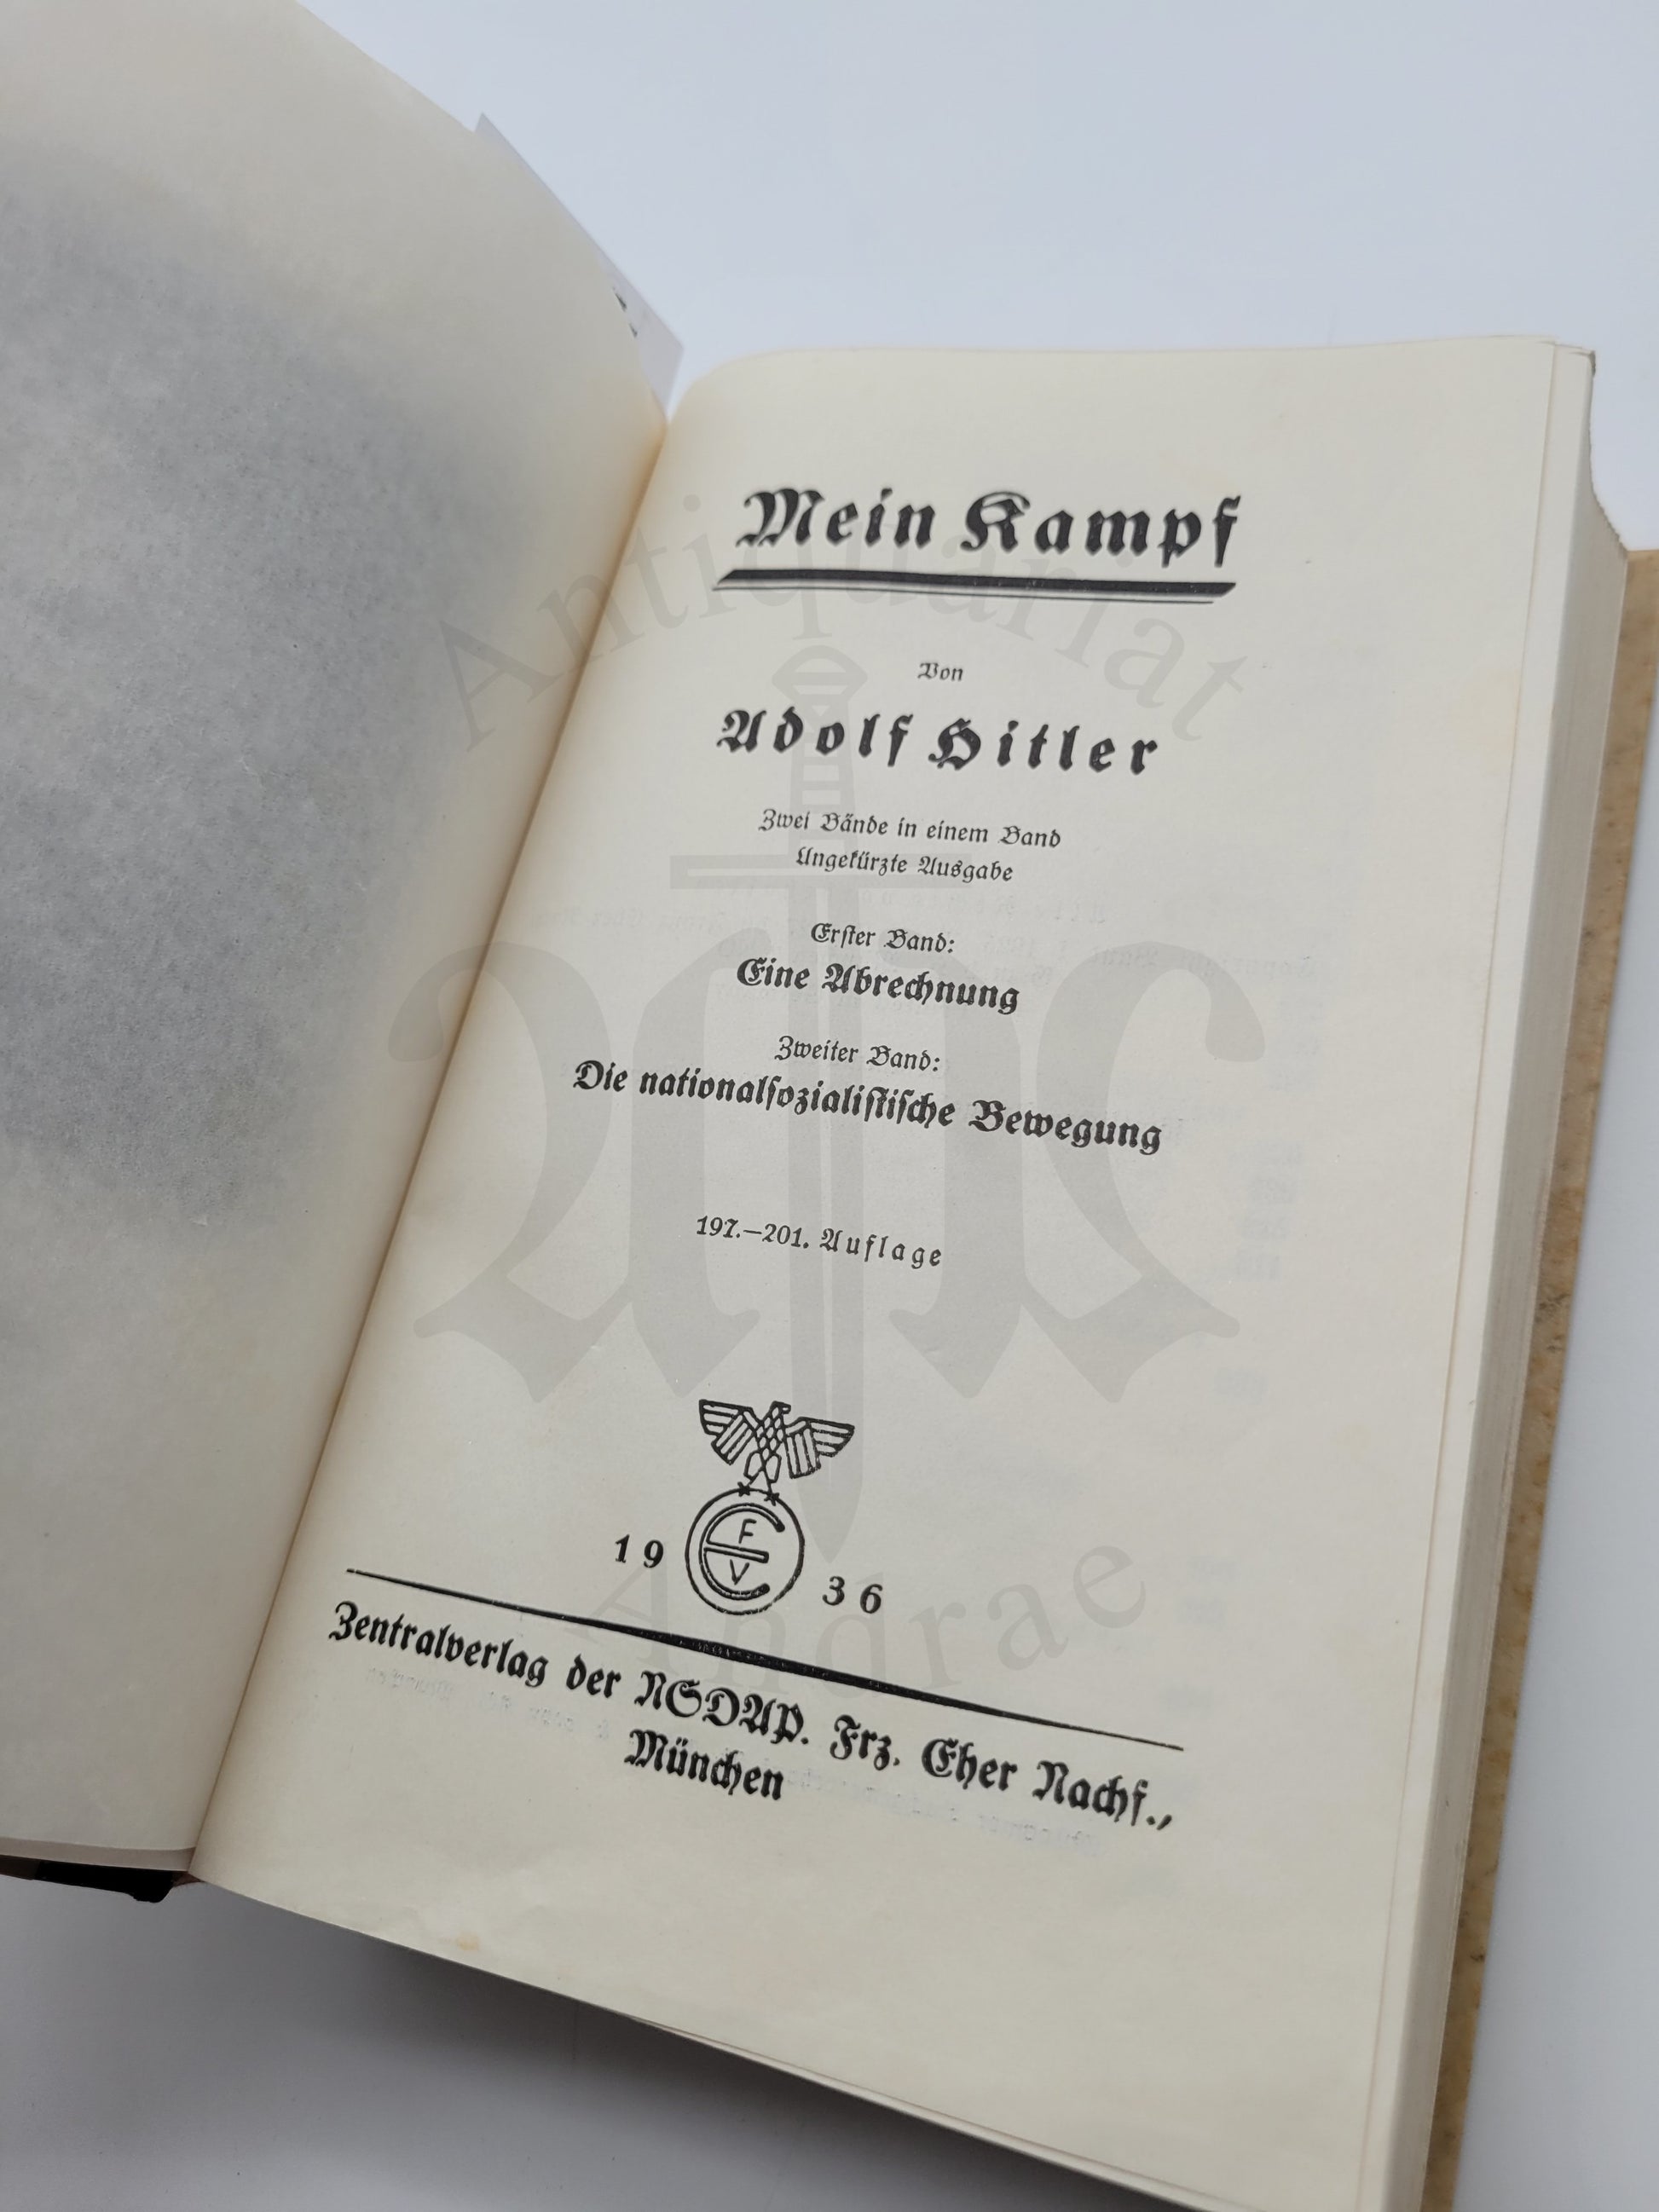 Mein Kampf
Von
Adolf Hitler
Zwei Bände in einem Band
Ungekürzte Ausgabe
Erster Band:
Eine Abrechnung
Zweiter Band:
Die nationalsozialistische Bewegung
197.–201. Auflage
F
E
V
19 36
Zentralverlag der NSDAP. Frz. Eher Nachf.,
München
Antiquariat
Andrae